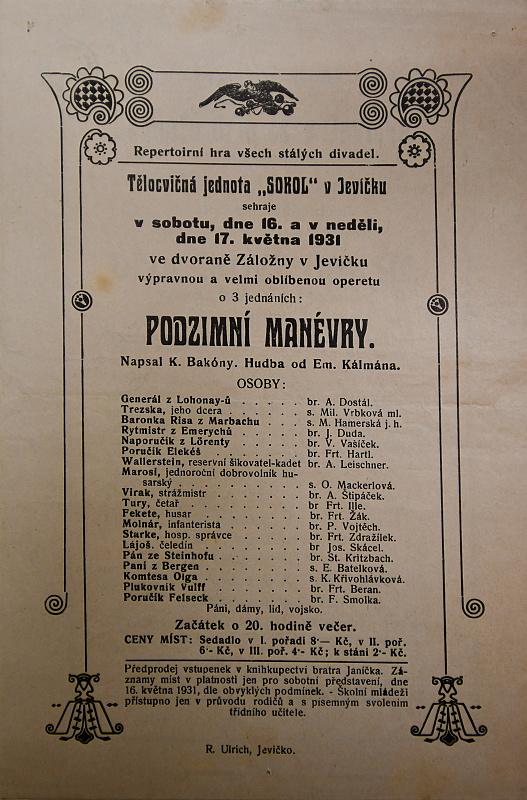 Repertoirní hra všech stálých divadel.
Tělocvičná jednota „SOKOL“ v Jevíčku
sehraje
v sobotu, dne 16. a v neděli,
dne 17. května 1931
ve dvoraně Záložny v Jevíčku
výpravnou a velmi oblíbenou operetu
o 3 jednáních:
PODZIMNÍ MANÉVRY.
Napsal K. Bakóny. Hudba od Em. Kálmána.
OSOBY:
Generál z Lohonay-ů . . . . . br. A. Dostál.
Trezska, jeho dcera . . . . . . s. Mil. Vrbková ml.
Baronka Risa z Marbachu . . . s. M. Hamerská j. h.
Rytmistr z Emerychů . . . . . br. J. Duda.
Naporučík z Lörenty . . . . . br. V. Vašíček.
Poručík Elekéš . . . . . . br. Frt. Hartl.
Wallerstein, reservní šikovatel-kadet br. A. Leischner.
Marosi, jednoroční dobrovolník hu-
sarský . . . . . . . . s. O. Mackerlová.
Virak, strážmistr . . . . . . br. A. Štipáček.
Tury, četař . . . . . . . br Frt. Ille.
Fekete, husar . . . . . . br. Frt. Žák.
Molnár, infanterista . . . . . br. P. Vojtěch.
Starke, hosp. správce . . . . . br. Frt. Zdražílek.
Lájoš, čeledín . . . . . . . br Jos. Skácel.
Pán ze Steinhofu . . . . . . br. St. Kritzbach.
Paní z Bergen . . . . . . . s. E. Batelková.
Komtesa Olga . . . . . . . s. K. Křivohlávková.
Plukovník Vulff . . . . . . br. Frt. Beran.
Poručík Felseck . . . . . . br. F. Smolka.
Páni, dámy, lid, vojsko.
Začátek o 20. hodině večer.
CENY MÍST: Sedadlo v I. pořadí 8·— Kč, v II. poř.
6·- Kč, v III. poř. 4·- Kč; k stání 2·- Kč.
Předprodej vstupenek v knihkupectví bratra Janíčka. Zá-
znamy míst v platnosti jen pro sobotní představení, dne
16. května 1931, dle obvyklých podmínek. - Školní mládeži
přístupno jen v průvodu rodičů a s písemným svolením
třídního učitele.
R. Ulrich, Jevíčko.